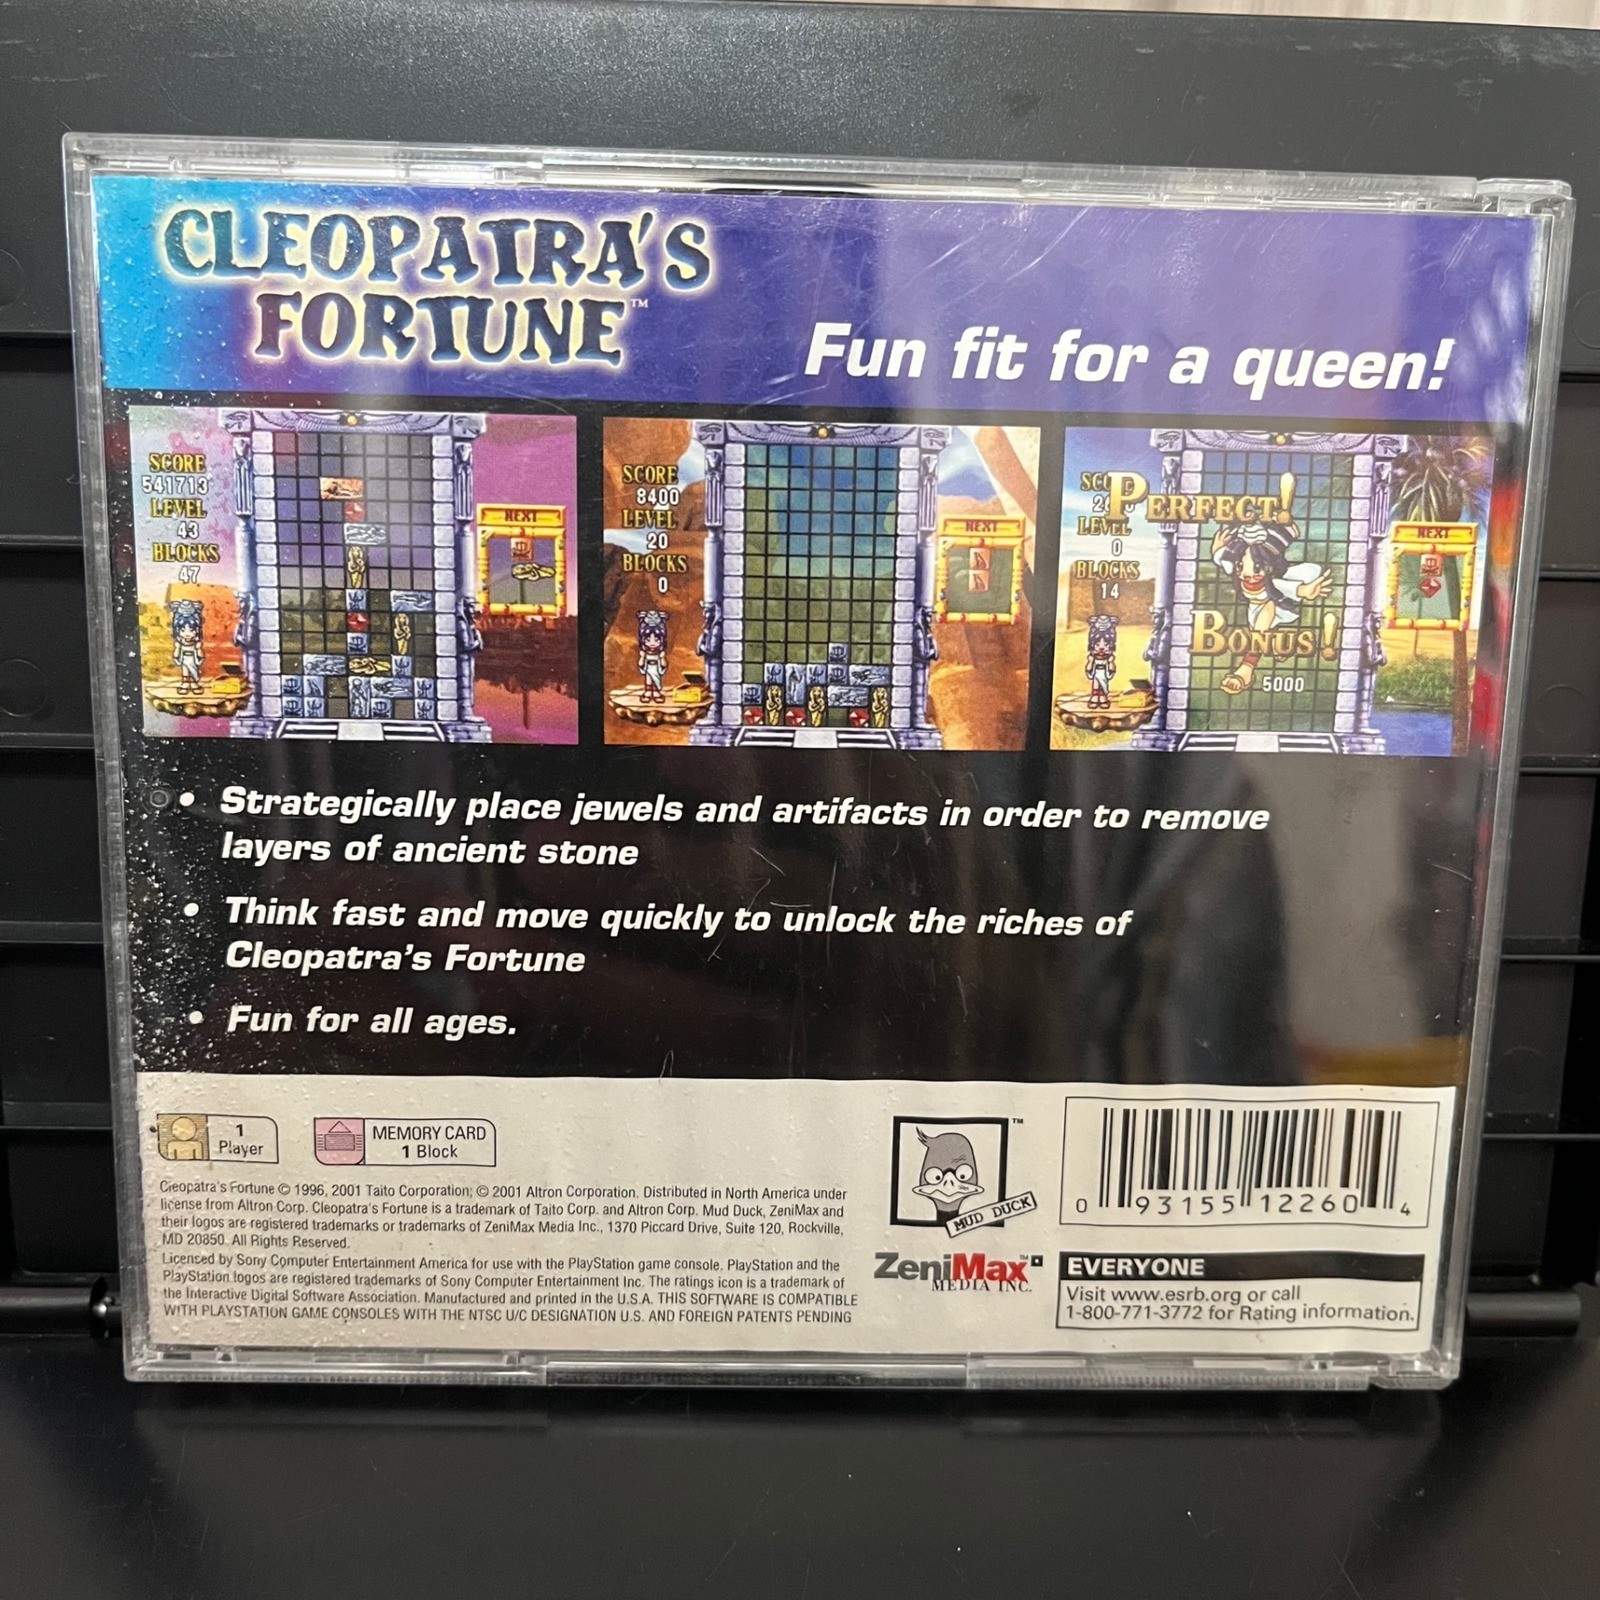 CLEOPATRA'S
FORTUNE™
Fun fit for a queen!
SCORE
541713
LEVEL
43
BLOCKS
47
NEXT
SCORE
8400
LEVEL
20
BLOCKS
0
NEXT
PERFECT!
LEVEL
0
BLOCKS
14
BONUS!
5000
NEXT
• Strategically place jewels and artifacts in order to remove
layers of ancient stone
• Think fast and move quickly to unlock the riches of
Cleopatra's Fortune
• Fun for all ages.
1
Player
MEMORY CARD
1 Block
Cleopatra's Fortune © 1996, 2001 Taito Corporation; © 2001 Altron Corporation. Distributed in North America under
license from Altron Corp. Cleopatra's Fortune is a trademark of Taito Corp. and Altron Corp. Mud Duck, ZeniMax and
their logos are registered trademarks or trademarks of ZeniMax Media Inc., 1370 Piccard Drive, Suite 120, Rockville,
MD 20850. All Rights Reserved.
Licensed by Sony Computer Entertainment America for use with the PlayStation game console. PlayStation and the
PlayStation logos are registered trademarks of Sony Computer Entertainment Inc. The ratings icon is a trademark of
the Interactive Digital Software Association. Manufactured and printed in the U.S.A. THIS SOFTWARE IS COMPATIBLE
WITH PLAYSTATION GAME CONSOLES WITH THE NTSC U/C DESIGNATION U.S. AND FOREIGN PATENTS PENDING
MUD DUCK
™
ZeniMax™
MEDIA INC.
0 93155 12260 4
EVERYONE
Visit www.esrb.org or call
1-800-771-3772 for Rating information.